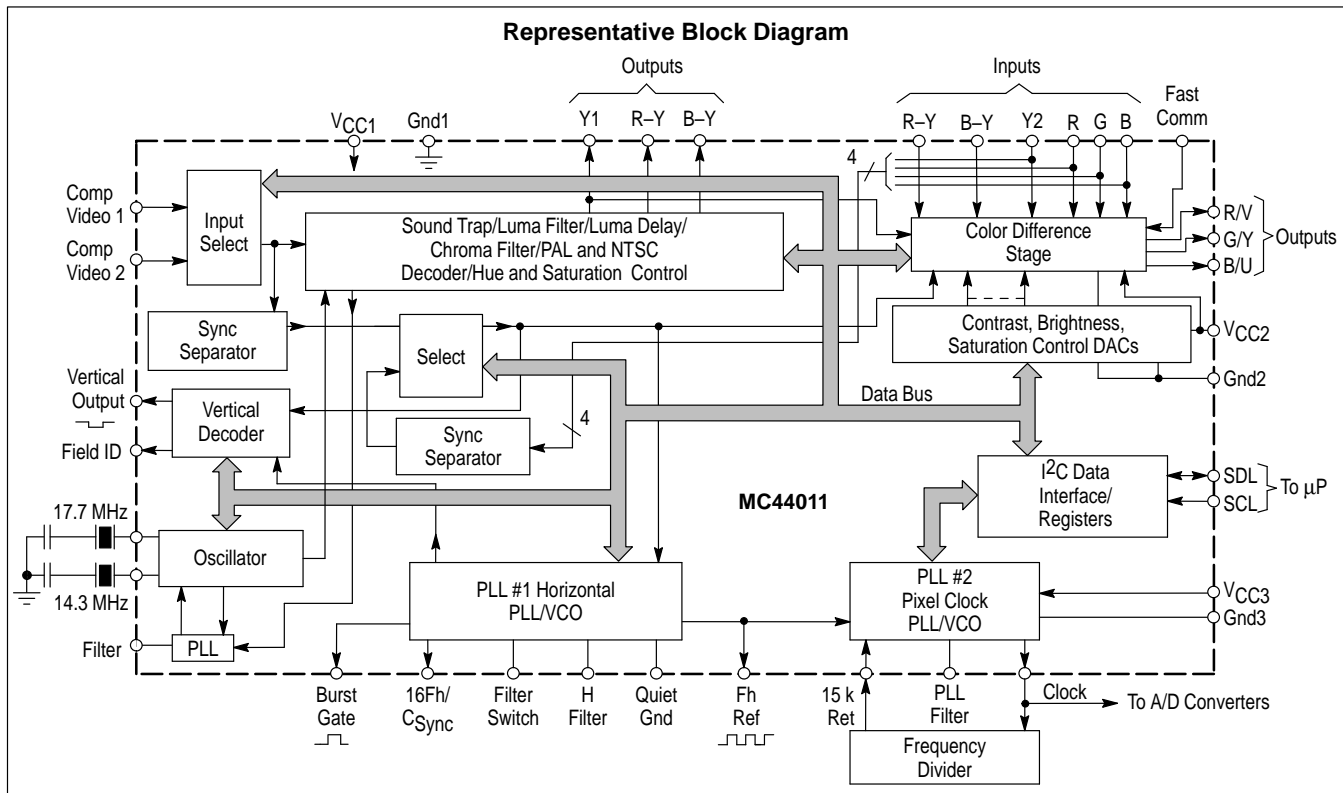 Representative Block Diagram
Outputs
Inputs
VCC1
Gnd1
Y1
R–Y
B–Y
R–Y
B–Y
Y2
R
G
B
Fast
Comm
4
Comp
Video 1
Comp
Video 2
Input
Select
Sound Trap/Luma Filter/Luma Delay/
Chroma Filter/PAL and NTSC
Decoder/Hue and Saturation Control
Color Difference
Stage
R/V
G/Y
B/U
Outputs
Sync
Separator
Select
Contrast, Brightness,
Saturation Control DACs
VCC2
Gnd2
Vertical
Output
Vertical
Decoder
Field ID
Data Bus
4
Sync
Separator
I2C Data
Interface/
Registers
SDL
SCL
To µP
MC44011
17.7 MHz
Oscillator
14.3 MHz
PLL #1 Horizontal
PLL/VCO
PLL #2
Pixel Clock
PLL/VCO
VCC3
Gnd3
Filter
PLL
Burst
Gate
16Fh/
CSync
Filter
Switch
H
Filter
Quiet
Gnd
Fh
Ref
15 k
Ret
PLL
Filter
Clock
To A/D Converters
Frequency
Divider